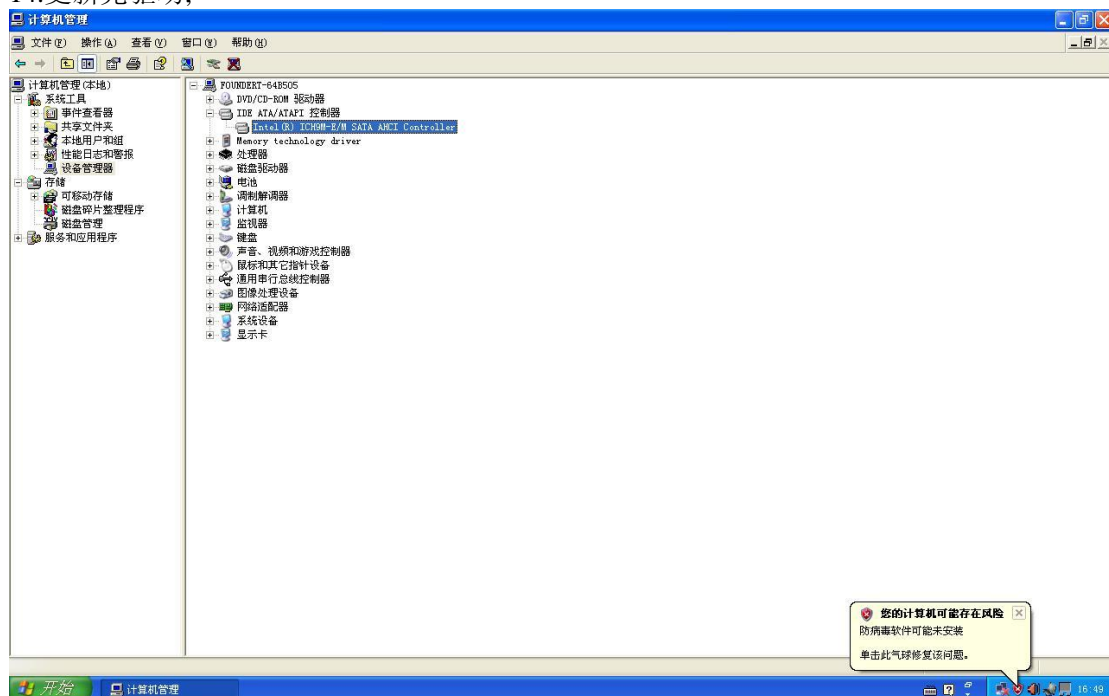 14.更新完驱动,
计算机管理
文件(F) 操作(A) 查看(V) 窗口(W) 帮助(H)
计算机管理(本地)
系统工具
事件查看器
共享文件夹
本地用户和组
性能日志和警报
设备管理器
存储
可移动存储
磁盘碎片整理程序
磁盘管理
服务和应用程序
FOUNDERT-64B505
DVD/CD-ROM 驱动器
IDE ATA/ATAPI 控制器
Intel(R) ICH9M-E/M SATA AHCI Controller
Memory technology driver
处理器
磁盘驱动器
电池
调制解调器
计算机
监视器
键盘
声音、视频和游戏控制器
鼠标和其它指针设备
通用串行总线控制器
图像处理设备
网络适配器
系统设备
显示卡
您的计算机可能存在风险
防病毒软件可能未安装
单击此气球修复该问题。
开始 计算机管理 16:49